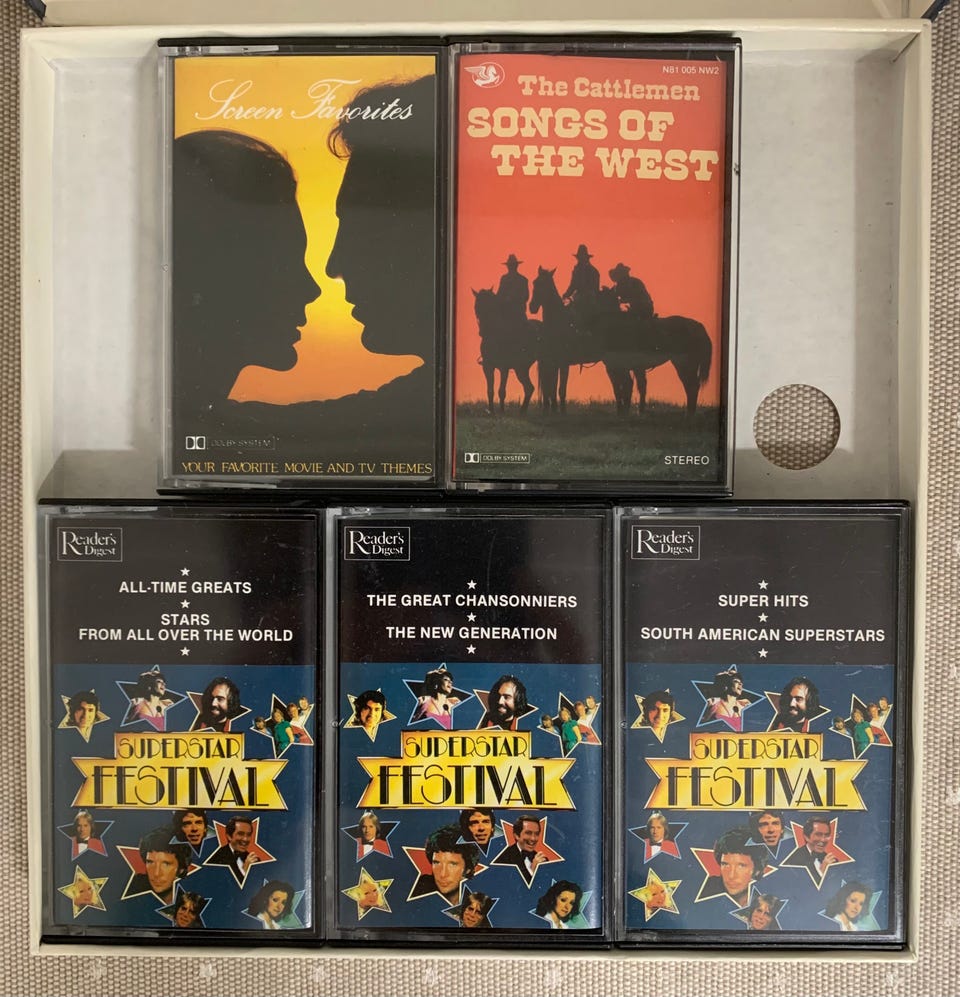 Screen Favorites
DOLBY SYSTEM
YOUR FAVORITE MOVIE AND TV THEMES
N81 005 NW2
The Cattlemen
SONGS OF
THE WEST
DOLBY SYSTEM
STEREO
Reader's
Digest
ALL-TIME GREATS
STARS
FROM ALL OVER THE WORLD
SUPERSTAR
FESTIVAL
Reader's
Digest
THE GREAT CHANSONNIERS
THE NEW GENERATION
SUPERSTAR
FESTIVAL
Reader's
Digest
SUPER HITS
SOUTH AMERICAN SUPERSTARS
SUPERSTAR
FESTIVAL